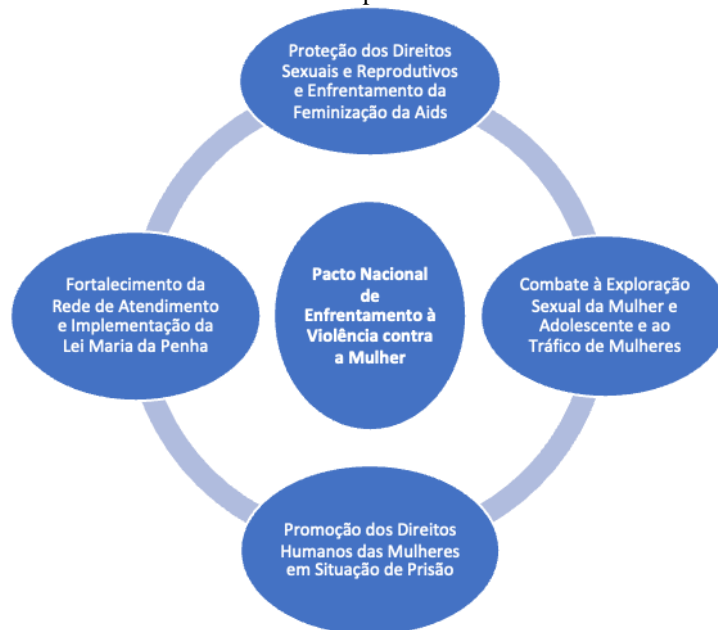 Proteção dos Direitos
Sexuais e Reprodutivos
e Enfrentamento da
Feminização da Aids
Fortalecimento da
Rede de Atendimento
e Implementação da
Lei Maria da Penha
Pacto Nacional
de
Enfrentamento à
Violência contra
a Mulher
Combate à Exploração
Sexual da Mulher e
Adolescente e ao
Tráfico de Mulheres
Promoção dos Direitos
Humanos das Mulheres
em Situação de Prisão